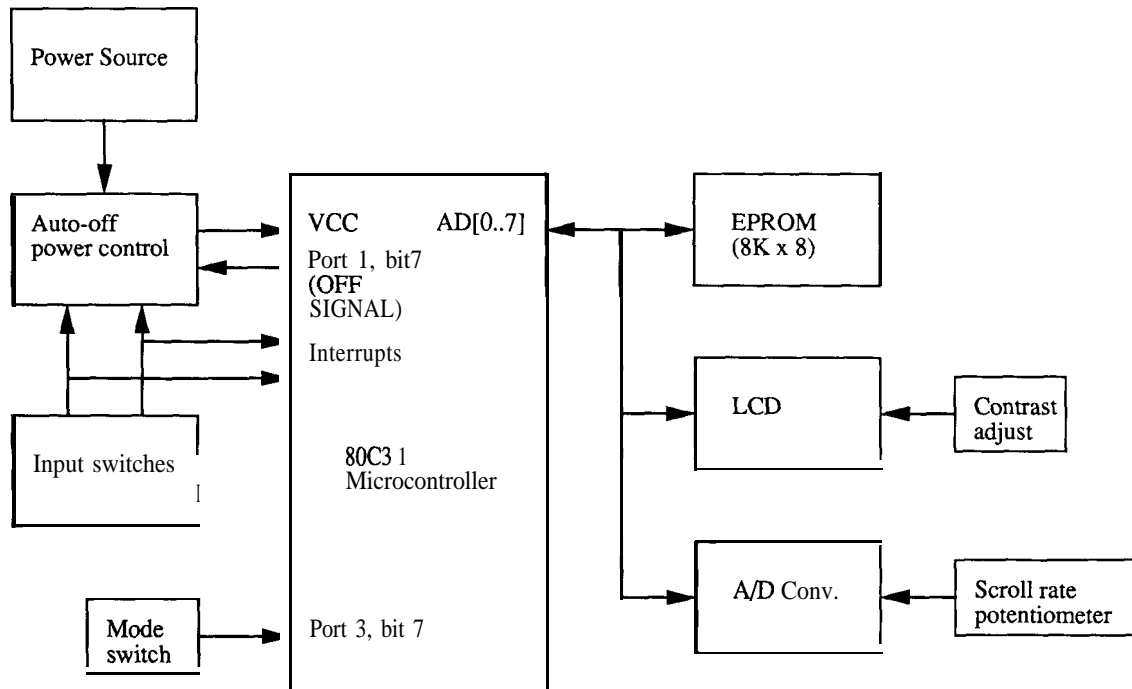 Power Source
Auto-off
power control
VCC
AD[0..7]
Port 1, bit7
(OFF
SIGNAL)
Interrupts
80C3 1
Microcontroller
Port 3, bit 7
Input switches
Mode
switch
EPROM
(8K x 8)
LCD
Contrast
adjust
A/D Conv.
Scroll rate
potentiometer